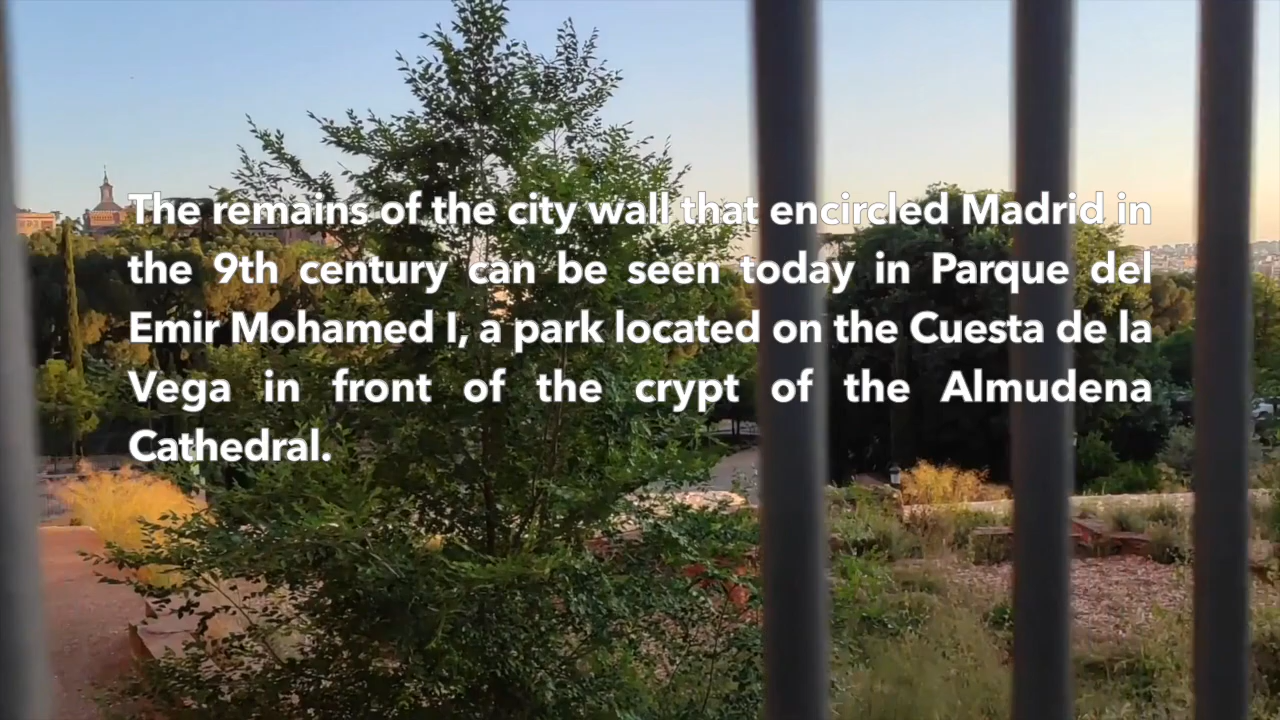 The remains of the city wall that encircled Madrid in
the 9th century can be seen today in Parque del
Emir Mohamed I, a park located on the Cuesta de la
Vega in front of the crypt of the Almudena
Cathedral.